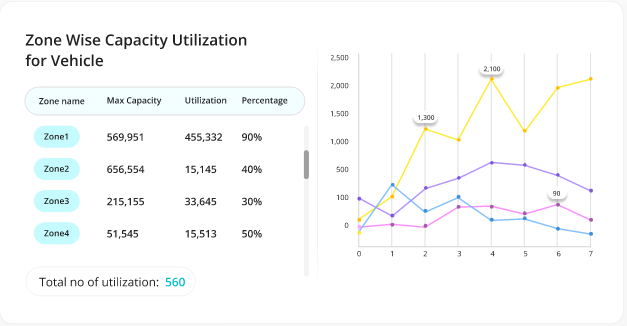 Zone Wise Capacity Utilization
for Vehicle
Zone name Max Capacity Utilization Percentage
Zone1 569,951 455,332 90%
Zone2 656,554 15,145 40%
Zone3 215,155 33,645 30%
Zone4 51,545 15,513 50%
Total no of utilization: 560
2,500
2,000
1,500
1,000
500
100
0
2,100
1,300
90
0 1 2 3 4 5 6 7